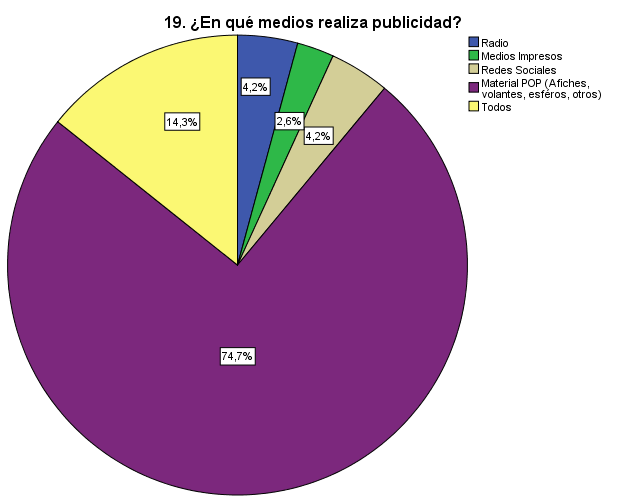 19. ¿En qué medios realiza publicidad?
Radio
Medios Impresos
Redes Sociales
Material POP (Afiches,
volantes, esféros, otros)
Todos
4,2%
2,6%
4,2%
14,3%
74,7%